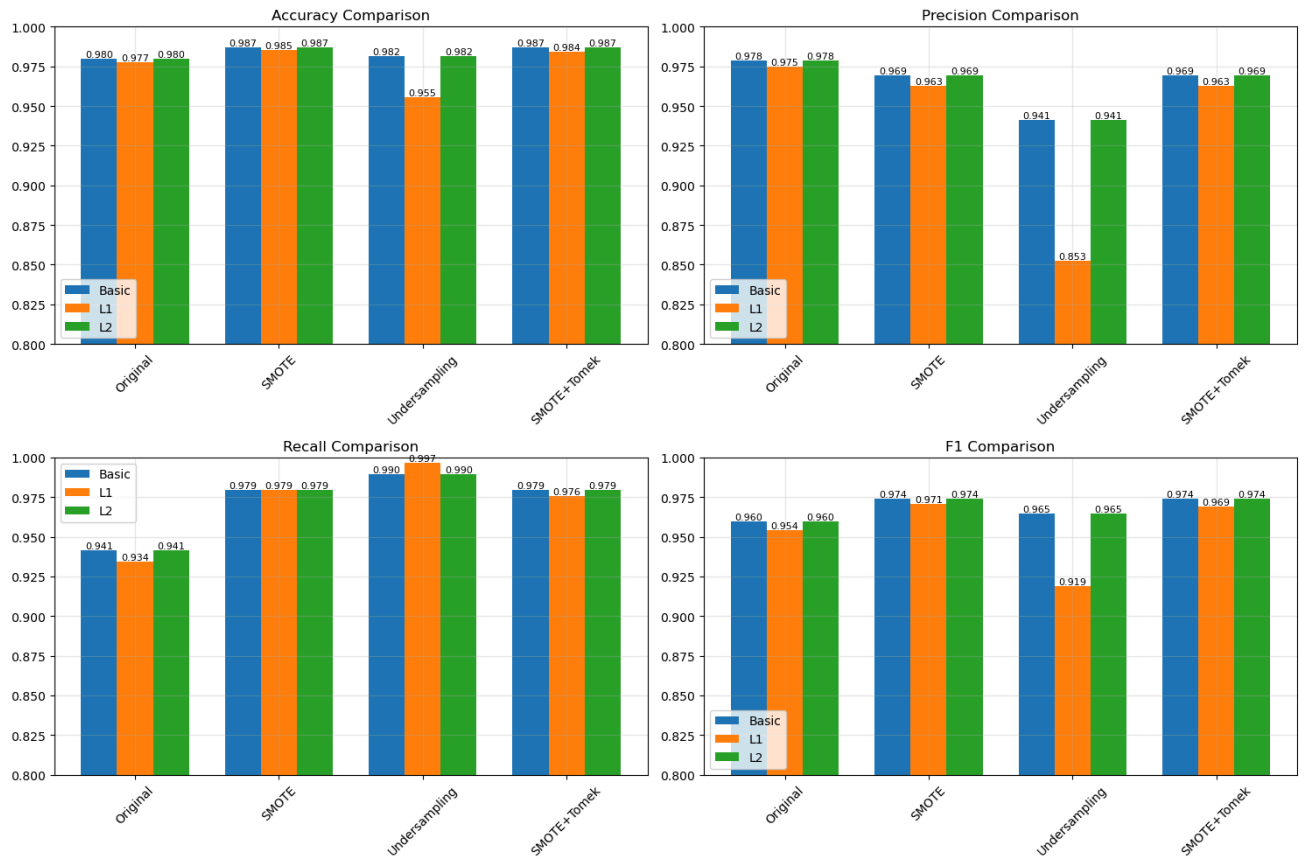 Accuracy Comparison
1.000
0.975
0.950
0.925
0.900
0.875
0.850
0.825
0.800
0.980 0.977 0.980 0.987 0.985 0.987 0.982 0.955 0.982 0.987 0.984 0.987
Basic
L1
L2
Original SMOTE Undersampling SMOTE+Tomek
Precision Comparison
1.000
0.975
0.950
0.925
0.900
0.875
0.850
0.825
0.800
0.978 0.975 0.978 0.969 0.963 0.969 0.941 0.853 0.941 0.969 0.963 0.969
Basic
L1
L2
Original SMOTE Undersampling SMOTE+Tomek
Recall Comparison
1.000
0.975
0.950
0.925
0.900
0.875
0.850
0.825
0.800
Basic
L1
L2
0.941 0.934 0.941 0.979 0.979 0.979 0.990 0.997 0.990 0.979 0.976 0.979
Original SMOTE Undersampling SMOTE+Tomek
F1 Comparison
1.000
0.975
0.950
0.925
0.900
0.875
0.850
0.825
0.800
0.960 0.954 0.960 0.974 0.971 0.974 0.965 0.919 0.965 0.974 0.969 0.974
Basic
L1
L2
Original SMOTE Undersampling SMOTE+Tomek